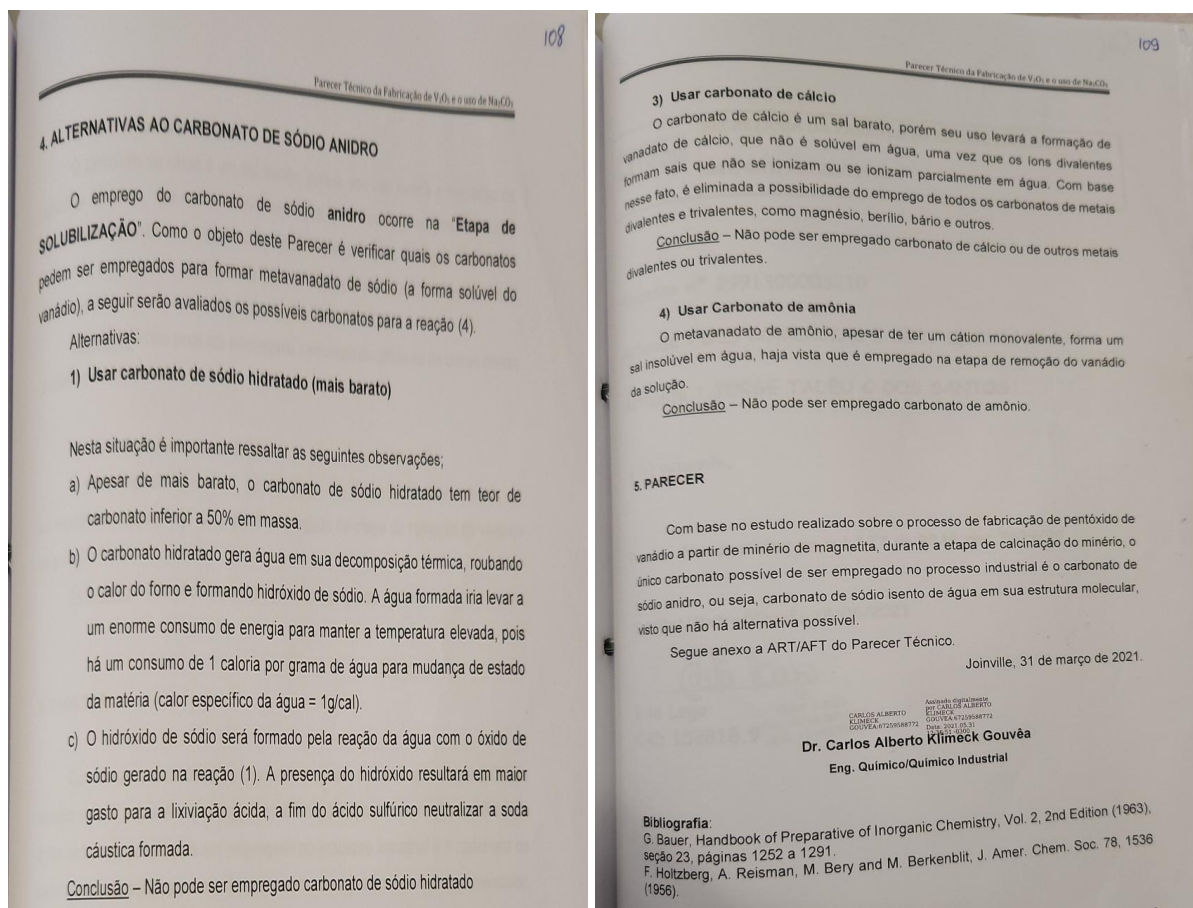 108
Parecer Técnico da Fabricação de V₂O₅ e o uso de Na₂CO₃
4. ALTERNATIVAS AO CARBONATO DE SÓDIO ANIDRO
O emprego do carbonato de sódio anidro ocorre na "Etapa de
SOLUBILIZAÇÃO". Como o objeto deste Parecer é verificar quais os carbonatos
pedem ser empregados para formar metavanadato de sódio (a forma solúvel do
vanádio), a seguir serão avaliados os possíveis carbonatos para a reação (4).
Alternativas:
1) Usar carbonato de sódio hidratado (mais barato)
Nesta situação é importante ressaltar as seguintes observações;
a) Apesar de mais barato, o carbonato de sódio hidratado tem teor de
carbonato inferior a 50% em massa.
b) O carbonato hidratado gera água em sua decomposição térmica, roubando
o calor do forno e formando hidróxido de sódio. A água formada iria levar a
um enorme consumo de energia para manter a temperatura elevada, pois
há um consumo de 1 caloria por grama de água para mudança de estado
da matéria (calor específico da água = 1g/cal).
c) O hidróxido de sódio será formado pela reação da água com o óxido de
sódio gerado na reação (1). A presença do hidróxido resultará em maior
gasto para a lixiviação ácida, a fim do ácido sulfúrico neutralizar a soda
cáustica formada.
Conclusão – Não pode ser empregado carbonato de sódio hidratado
109
Parecer Técnico da Fabricação de V₂O₅ e o uso de Na₂CO₃
3) Usar carbonato de cálcio
O carbonato de cálcio é um sal barato, porém seu uso levará a formação de
vanadato de cálcio, que não é solúvel em água, uma vez que os íons divalentes
formam sais que não se ionizam ou se ionizam parcialmente em água. Com base
nesse fato, é eliminada a possibilidade do emprego de todos os carbonatos de metais
divalentes e trivalentes, como magnésio, berílio, bário e outros.
Conclusão – Não pode ser empregado carbonato de cálcio ou de outros metais
divalentes ou trivalentes.
4) Usar Carbonato de amônia
O metavanadato de amônio, apesar de ter um cátion monovalente, forma um
sal insolúvel em água, haja vista que é empregado na etapa de remoção do vanádio
da solução.
Conclusão – Não pode ser empregado carbonato de amônio.
5. PARECER
Com base no estudo realizado sobre o processo de fabricação de pentóxido de
vanádio a partir de minério de magnetita, durante a etapa de calcinação do minério, o
único carbonato possível de ser empregado no processo industrial é o carbonato de
sódio anidro, ou seja, carbonato de sódio isento de água em sua estrutura molecular,
visto que não há alternativa possível.
Segue anexo a ART/AFT do Parecer Técnico.
Joinville, 31 de março de 2021.
CARLOS ALBERTO
KLIMECK
GOUVEA:67259588772
Assinado digitalmente
por CARLOS ALBERTO
KLIMECK
GOUVEA:67259588772
Data: 2021.05.31
Dr. Carlos Alberto Klimeck Gouvêa
Eng. Quimico/Quimico Industrial
Bibliografia:
G. Bauer, Handbook of Preparative of Inorganic Chemistry, Vol. 2, 2nd Edition (1963),
seção 23, páginas 1252 a 1291.
F. Holtzberg, A. Reisman, M. Bery and M. Berkenblit, J. Amer. Chem. Soc. 78, 1536
(1956).